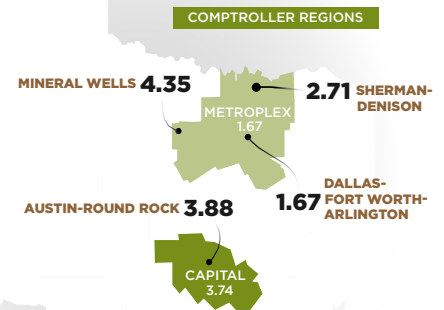 COMPTROLLER REGIONS
MINERAL WELLS 4.35
2.71 SHERMAN-
DENISON
METROPLEX
1.67
1.67 DALLAS-
FORT WORTH-
ARLINGTON
AUSTIN-ROUND ROCK 3.88
CAPITAL
3.74